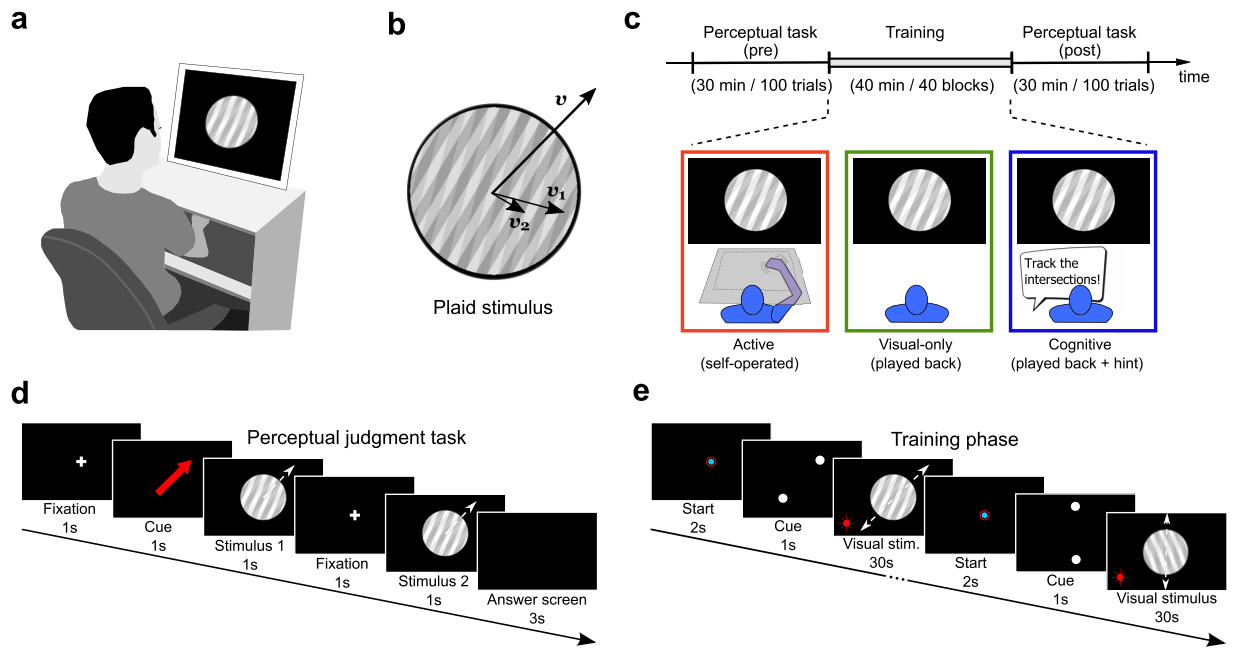 a
b
v
v1
v2
Plaid stimulus
c
Perceptual task
(pre)
Training
Perceptual task
(post)
time
(30 min / 100 trials)
(40 min / 40 blocks)
(30 min / 100 trials)
Track the
intersections!
Active
(self-operated)
Visual-only
(played back)
Cognitive
(played back + hint)
d
Perceptual judgment task
Fixation
1s
Cue
1s
Stimulus 1
1s
Fixation
1s
Stimulus 2
1s
Answer screen
3s
e
Training phase
Start
2s
Cue
1s
Visual stim.
30s
...
Start
2s
Cue
1s
Visual stimulus
30s